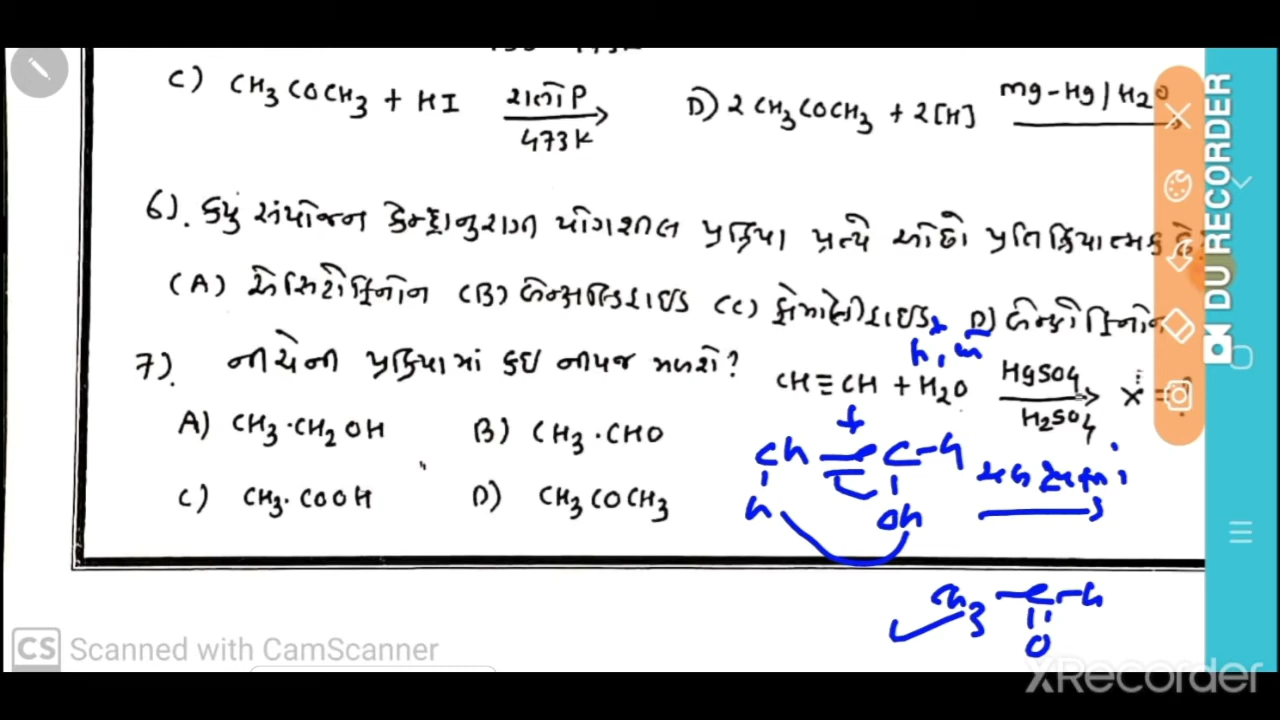 C) CH3COCH3 + HI લાલ P 473K D) 2 CH3COCH3 + 2[H] mg-Hg/H2O
6). કયું સંયોજન કેન્દ્રાનુરાગી યોગશીલ પ્રક્રિયા પ્રત્યે ઓછો પ્રતિક્રિયાત્મક છે?
(A) એસિટોફિનોન (B) બેન્ઝાલ્ડિહાઇડ (C) ફોર્માલ્ડીહાઇડ D) બેન્ઝોફિનોન
7). નીચેની પ્રક્રિયામાં કઇ નીપજ મળશે? CH≡CH + H2O HgSO4 H2SO4 X = ?
A) CH3·CH2OH B) CH3·CHO
C) CH3·COOH D) CH3COCH3
Ch = C-h
h Oh
Ch3 - C - h
O
CS Scanned with CamScanner
XRecorder
DU RECORDER